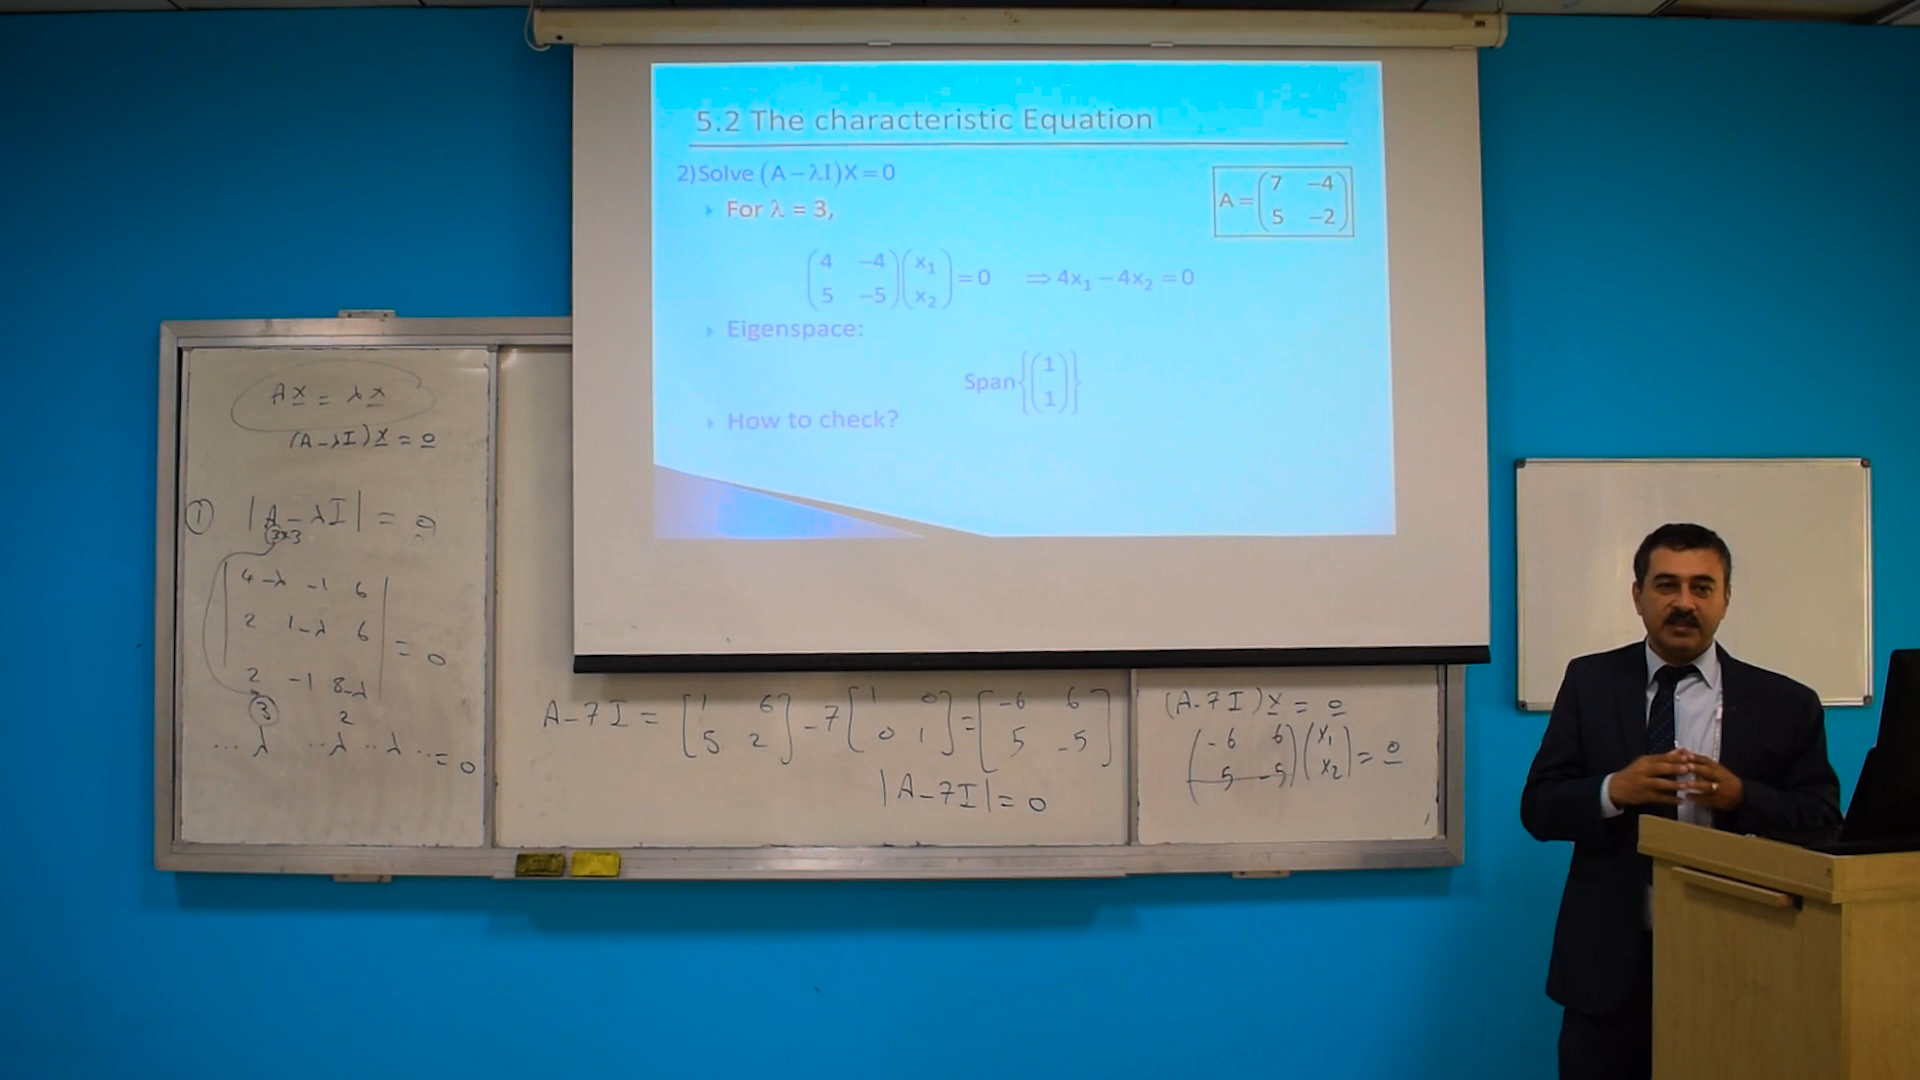 5.2 The characteristic Equation
2)Solve (A−λI)X=0
For λ = 3,
A = (7 −4
5 −2)
(4 −4
5 −5)(x₁
x₂) = 0 ⇒ 4x₁ − 4x₂ = 0
Eigenspace:
Span{(1
1)}
How to check?
Ax = λx
(A-λI)x = 0
① |A-λI| = 0
3x3
4-λ -1 6
2 1-λ 6
= 0
2 -1 8-λ
③ 2
... λ ..λ ..λ ..=0
A-7I = [1 6
5 2] -7 [1 0
0 1] = [-6 6
5 -5]
|A-7I| = 0
(A-7I)x = 0
(-6 6
5 -5)(x₁
x₂) = 0